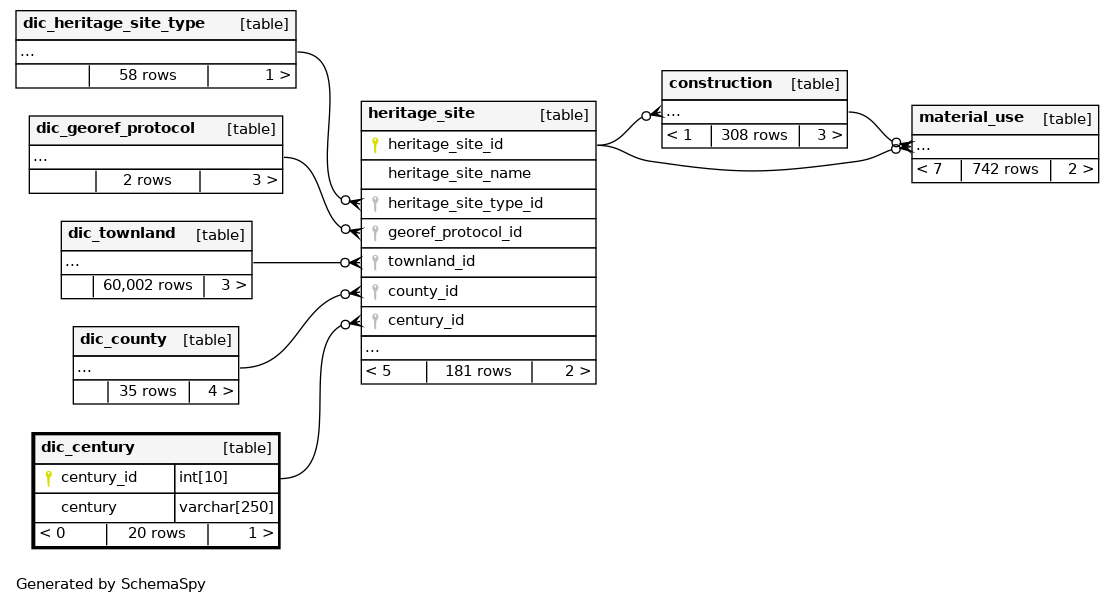 dic_heritage_site_type [table]
...
58 rows 1 >
dic_georef_protocol [table]
...
2 rows 3 >
dic_townland [table]
...
60,002 rows 3 >
dic_county [table]
...
35 rows 4 >
dic_century [table]
century_id int[10]
century varchar[250]
< 0 20 rows 1 >
heritage_site [table]
heritage_site_id
heritage_site_name
heritage_site_type_id
georef_protocol_id
townland_id
county_id
century_id
...
< 5 181 rows 2 >
construction [table]
...
< 1 308 rows 3 >
material_use [table]
...
< 7 742 rows 2 >
Generated by SchemaSpy